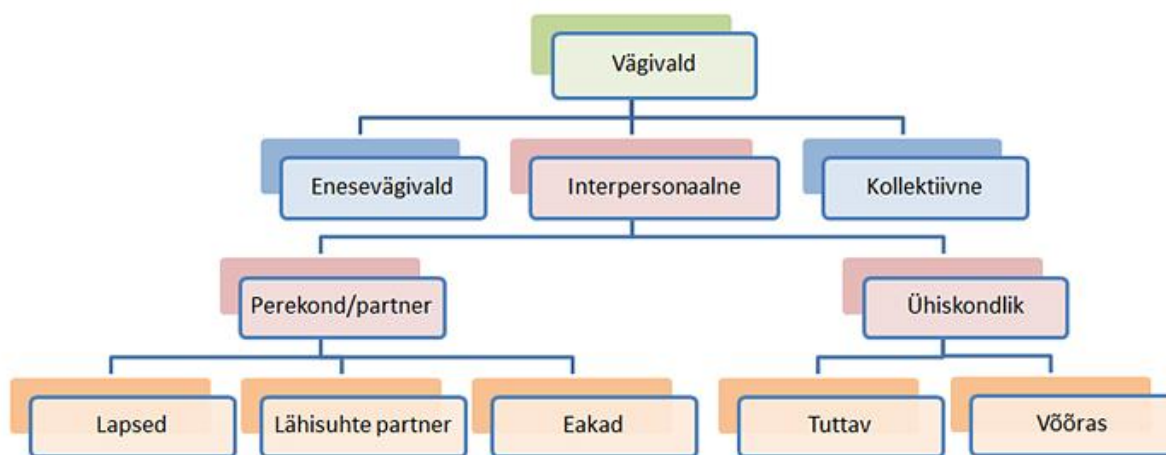 Vägivald
Enesevägivald
Interpersonaalne
Kollektiivne
Perekond/partner
Ühiskondlik
Lapsed
Lähisuhte partner
Eakad
Tuttav
Võõras